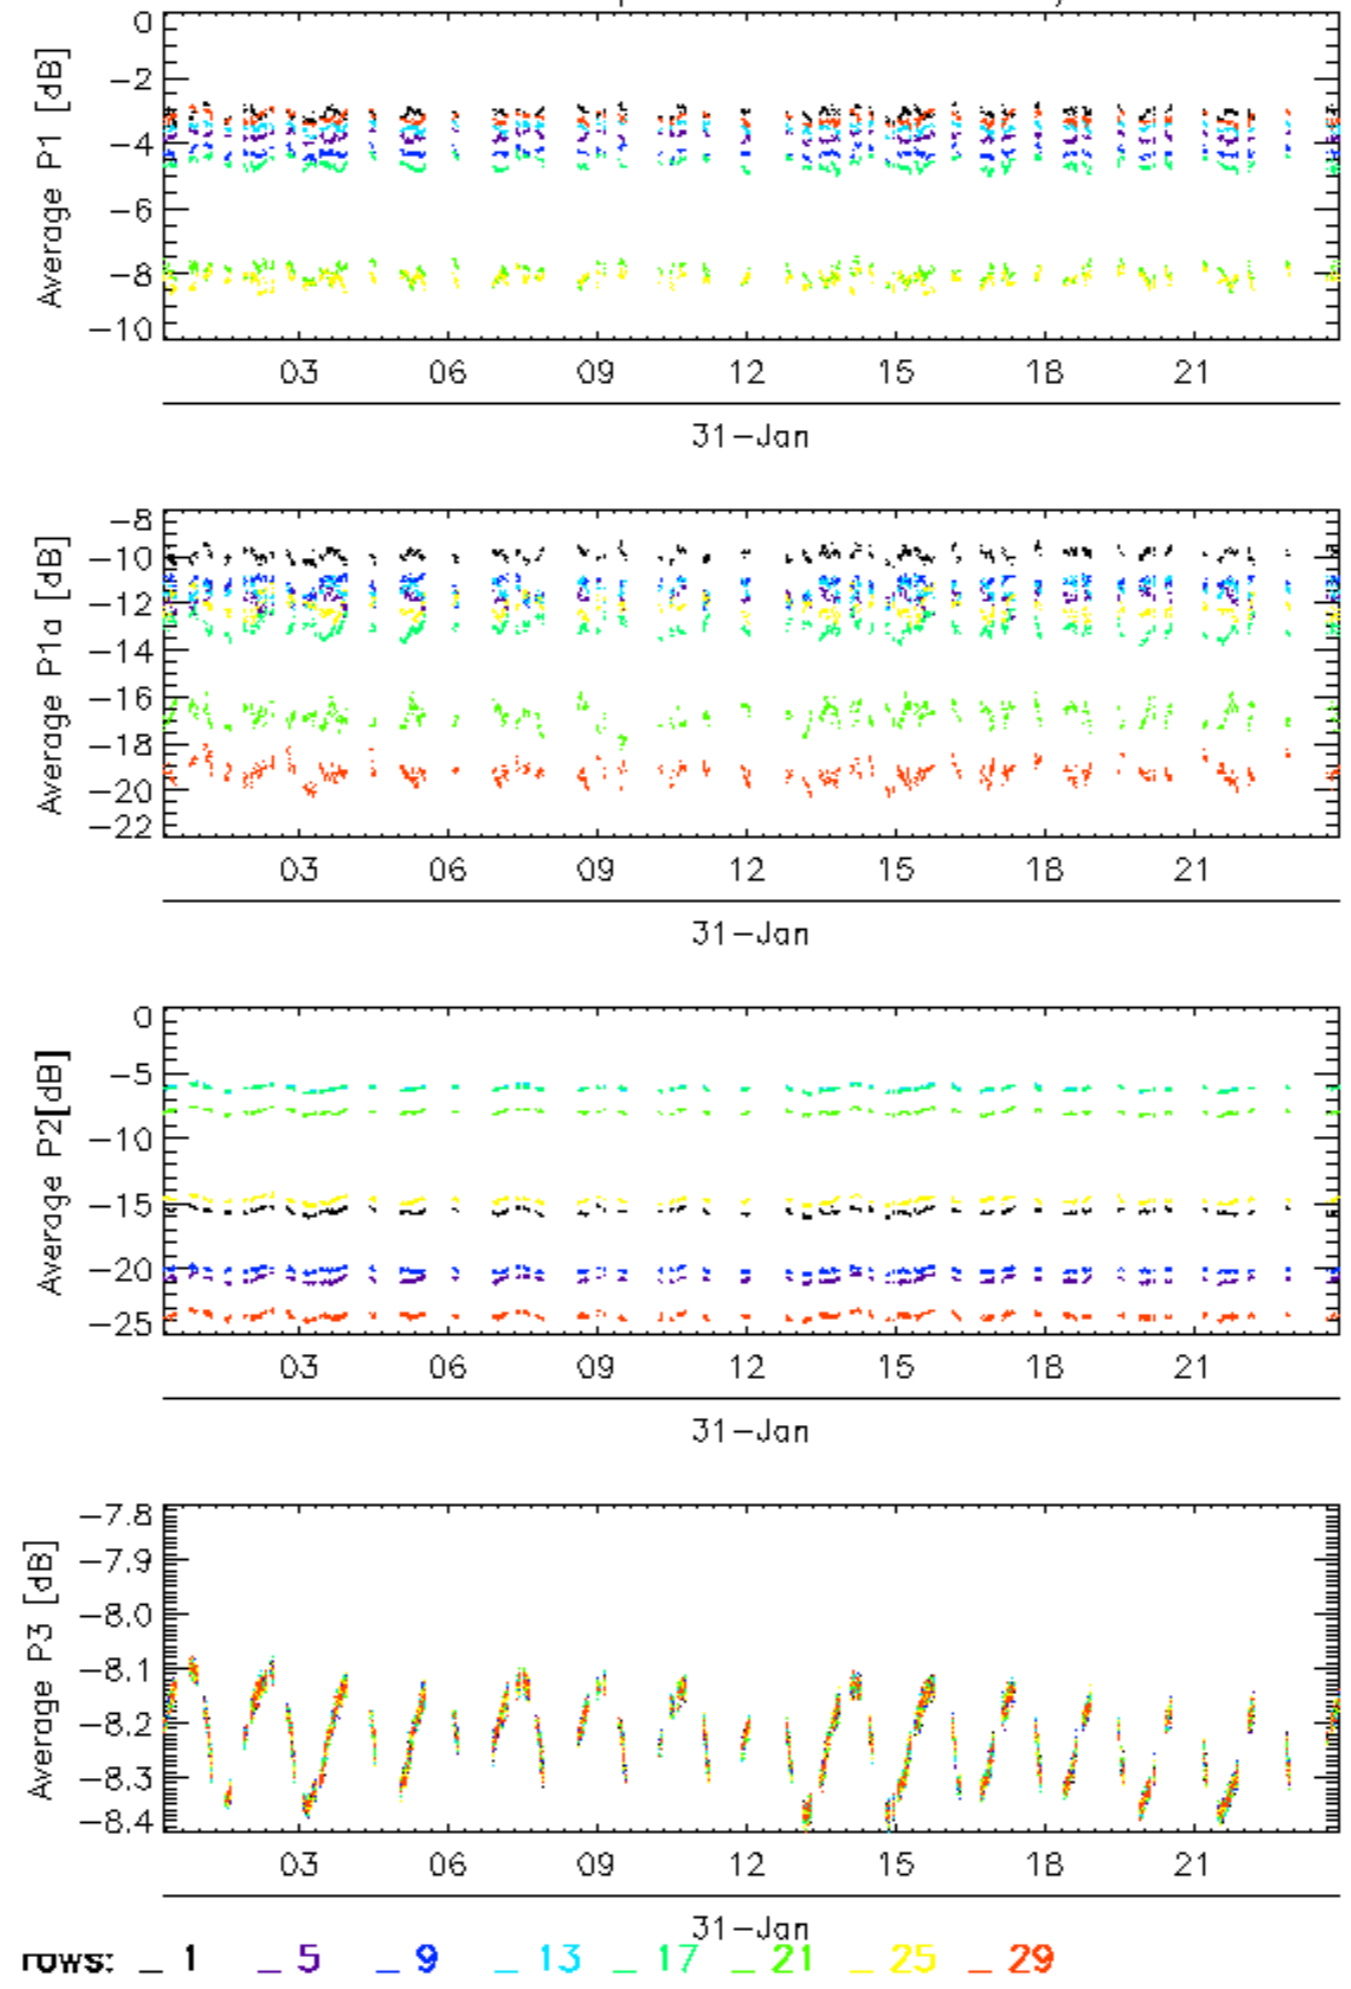 Average P1 [dB]
0
−2
−4
−6
−8
−10
03 06 09 12 15 18 21
31−Jan
Average P1a [dB]
−8
−10
−12
−14
−16
−18
−20
−22
03 06 09 12 15 18 21
31−Jan
Average P2[dB]
0
−5
−10
−15
−20
−25
03 06 09 12 15 18 21
31−Jan
Average P3 [dB]
−7.8
−7.9
−8.0
−8.1
−8.2
−8.3
−8.4
03 06 09 12 15 18 21
31−Jan
rows: _ 1 _ 5 _ 9 _ 13 _ 17 _ 21 _ 25 _ 29